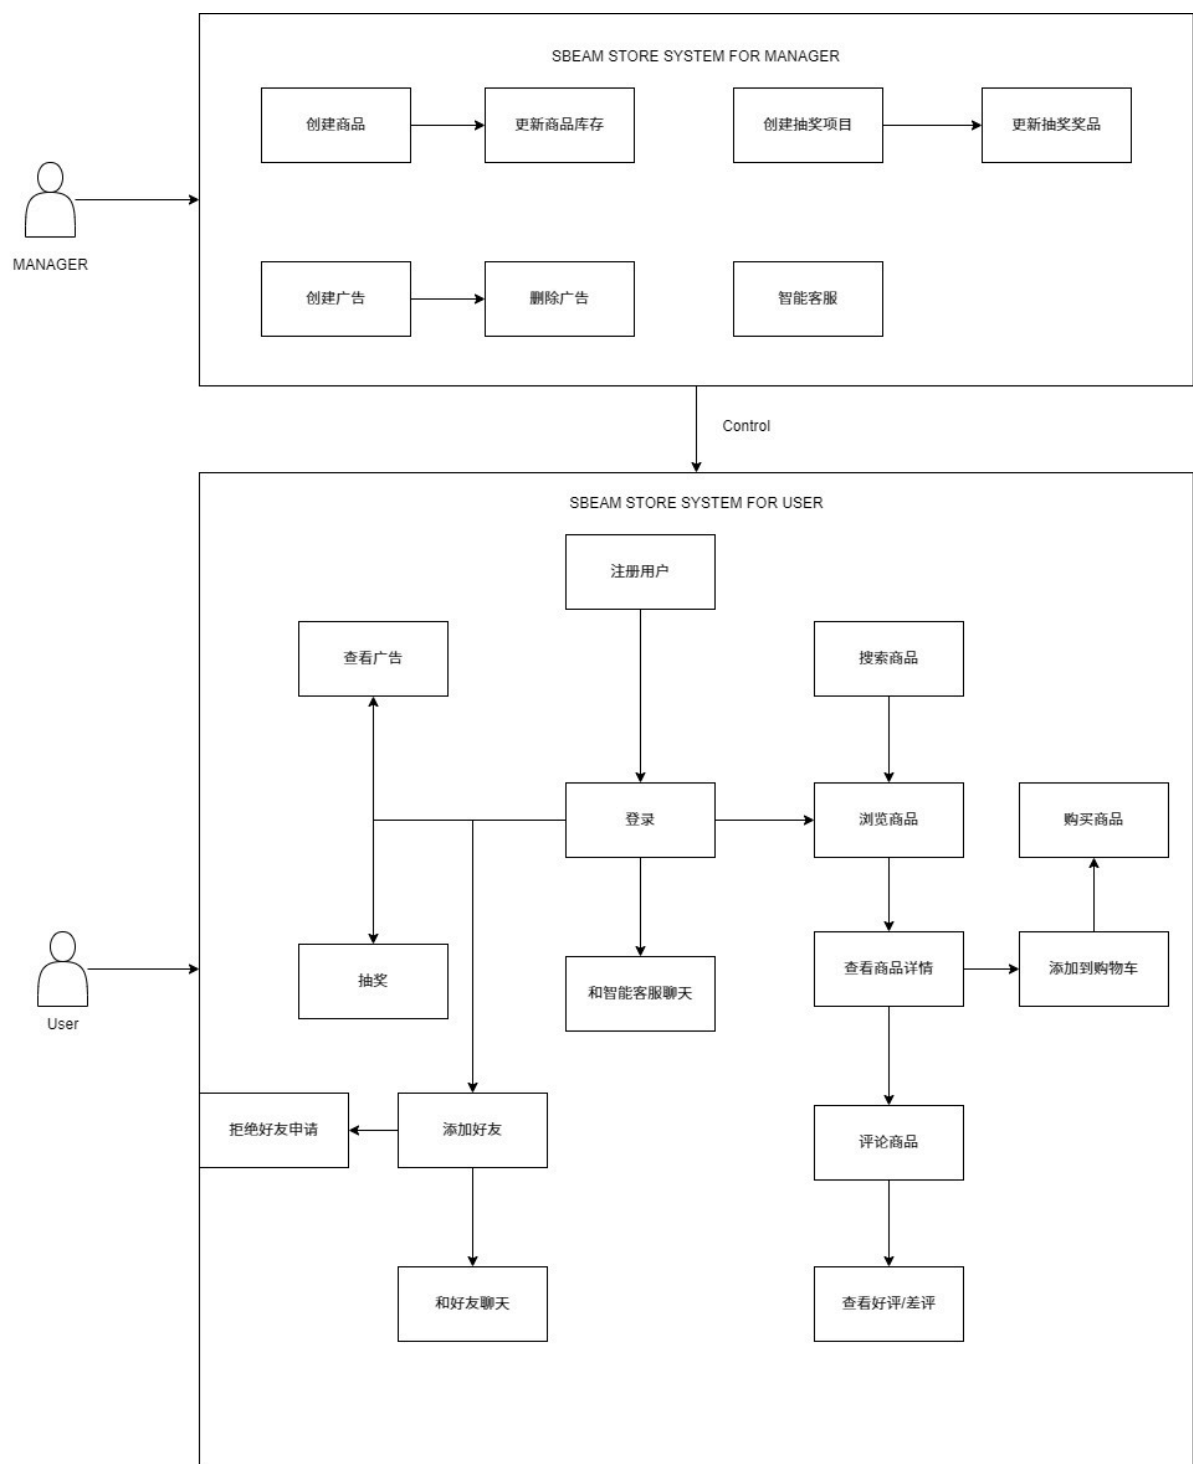 SBEAM STORE SYSTEM FOR MANAGER
创建商品
更新商品库存
创建抽奖项目
更新抽奖奖品
MANAGER
创建广告
删除广告
智能客服
Control
SBEAM STORE SYSTEM FOR USER
注册用户
查看广告
搜索商品
登录
浏览商品
购买商品
抽奖
和智能客服聊天
查看商品详情
添加到购物车
User
拒绝好友申请
添加好友
评论商品
和好友聊天
查看好评/差评